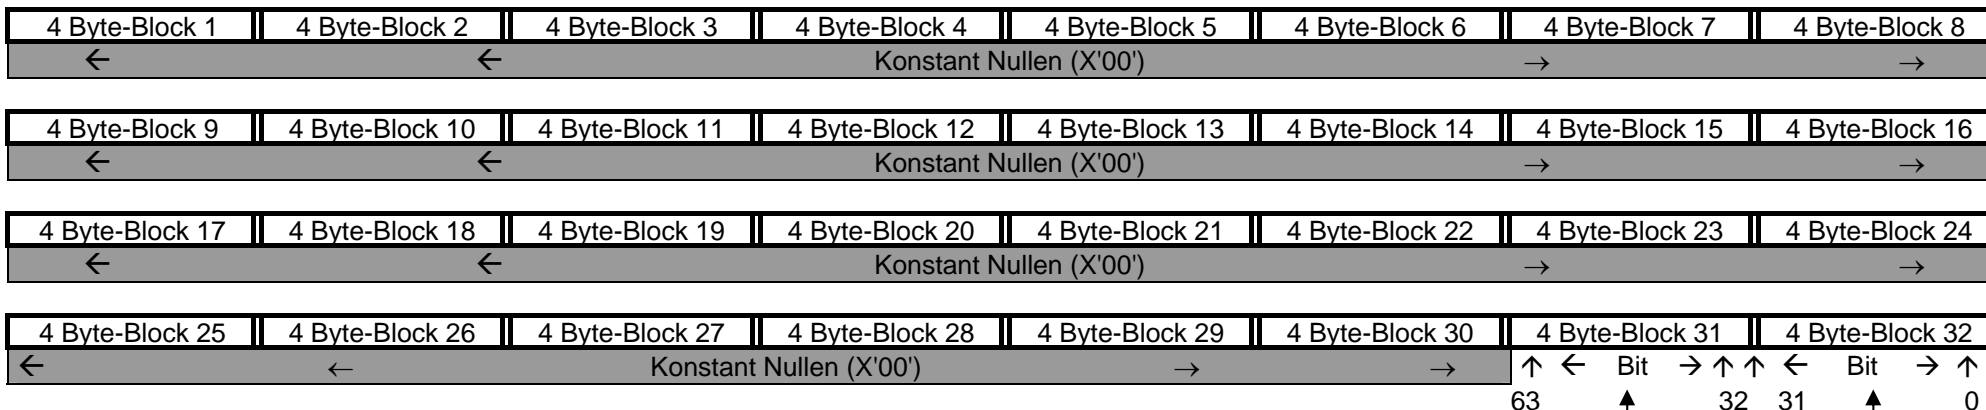 4 Byte-Block 1 4 Byte-Block 2 4 Byte-Block 3 4 Byte-Block 4 4 Byte-Block 5 4 Byte-Block 6 4 Byte-Block 7 4 Byte-Block 8
← ← Konstant Nullen (X'00') → →
4 Byte-Block 9 4 Byte-Block 10 4 Byte-Block 11 4 Byte-Block 12 4 Byte-Block 13 4 Byte-Block 14 4 Byte-Block 15 4 Byte-Block 16
← ← Konstant Nullen (X'00') → →
4 Byte-Block 17 4 Byte-Block 18 4 Byte-Block 19 4 Byte-Block 20 4 Byte-Block 21 4 Byte-Block 22 4 Byte-Block 23 4 Byte-Block 24
← ← Konstant Nullen (X'00') → →
4 Byte-Block 25 4 Byte-Block 26 4 Byte-Block 27 4 Byte-Block 28 4 Byte-Block 29 4 Byte-Block 30 4 Byte-Block 31 4 Byte-Block 32
← ← Konstant Nullen (X'00') → → ↑ ← Bit → ↑ ↑ ← Bit → ↑
63 32 31 0